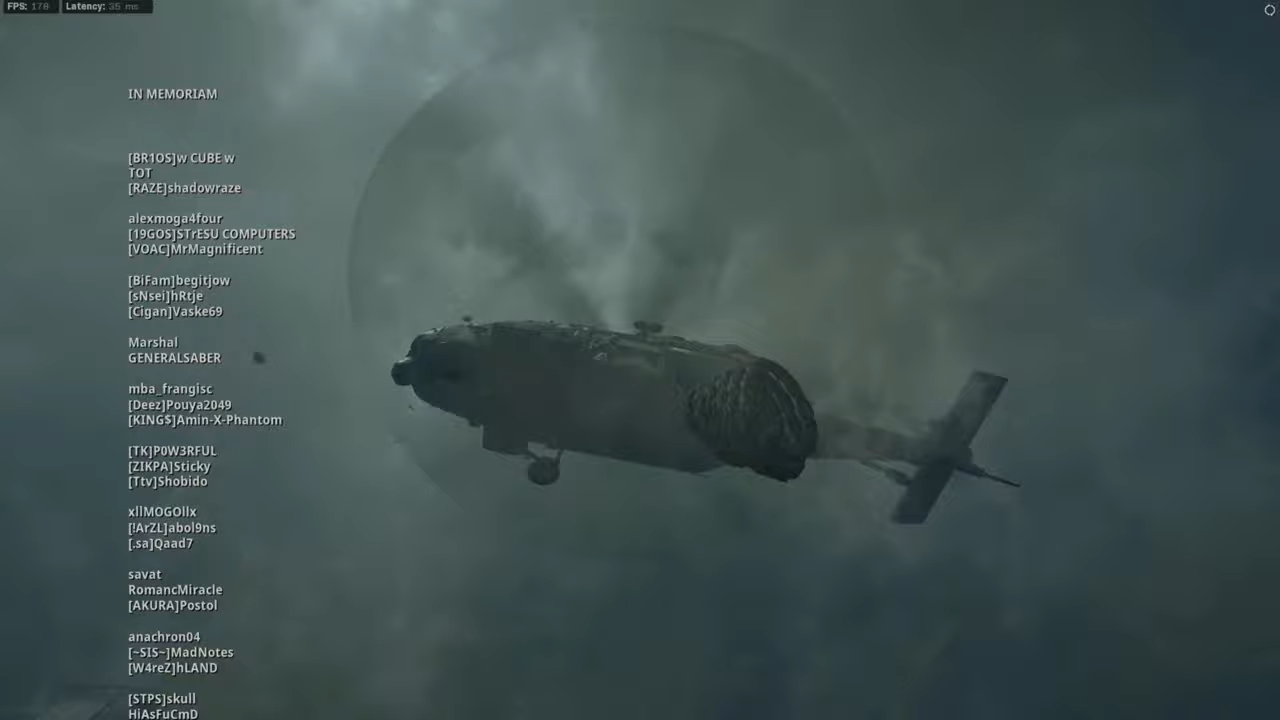 FPS: 178 Latency: 35 ms
IN MEMORIAM
[BR1OS]w CUBE w
TOT
[RAZE]shadowraze
alexmoga4four
[19GOS]STrESU COMPUTERS
[VOAC]MrMagnificent
[BiFam]begitjow
[sNsei]hRtje
[Cigan]Vaske69
Marshal
GENERALSABER
mba_frangisc
[Deez]Pouya2049
[KINGS]Amin-X-Phantom
[TK]P0W3RFUL
[ZIKPA]Sticky
[Ttv]Shobido
xllMOGOllx
[!ArZL]abol9ns
[.sa]Qaad7
savat
RomancMiracle
[AKURA]Postol
anachron04
[~SIS~]MadNotes
[W4reZ]hLAND
[STPS]skull
HiAsFuCmD